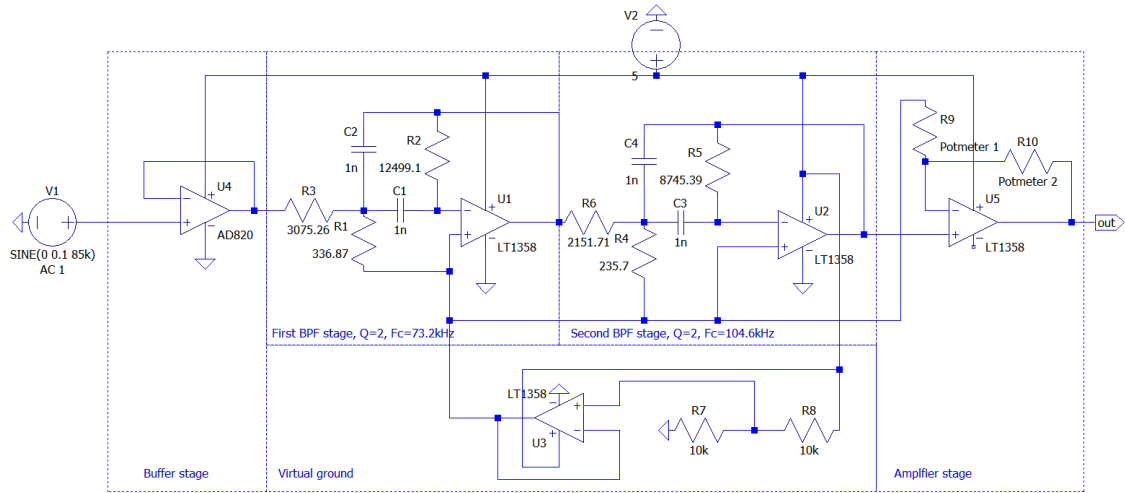 V2
5
C2
1n
R2
12499.1
C4
1n
R5
8745.39
R9
Potmeter 1
R10
Potmeter 2
V1
SINE(0 0.1 85k)
AC 1
U4
AD820
R3
3075.26
R1
336.87
C1
1n
U1
LT1358
R6
2151.71
R4
235.7
C3
1n
U2
LT1358
U5
LT1358
out
First BPF stage, Q=2, Fc=73.2kHz
Second BPF stage, Q=2, Fc=104.6kHz
LT1358
U3
R7
10k
R8
10k
Buffer stage
Virtual ground
Amplfier stage